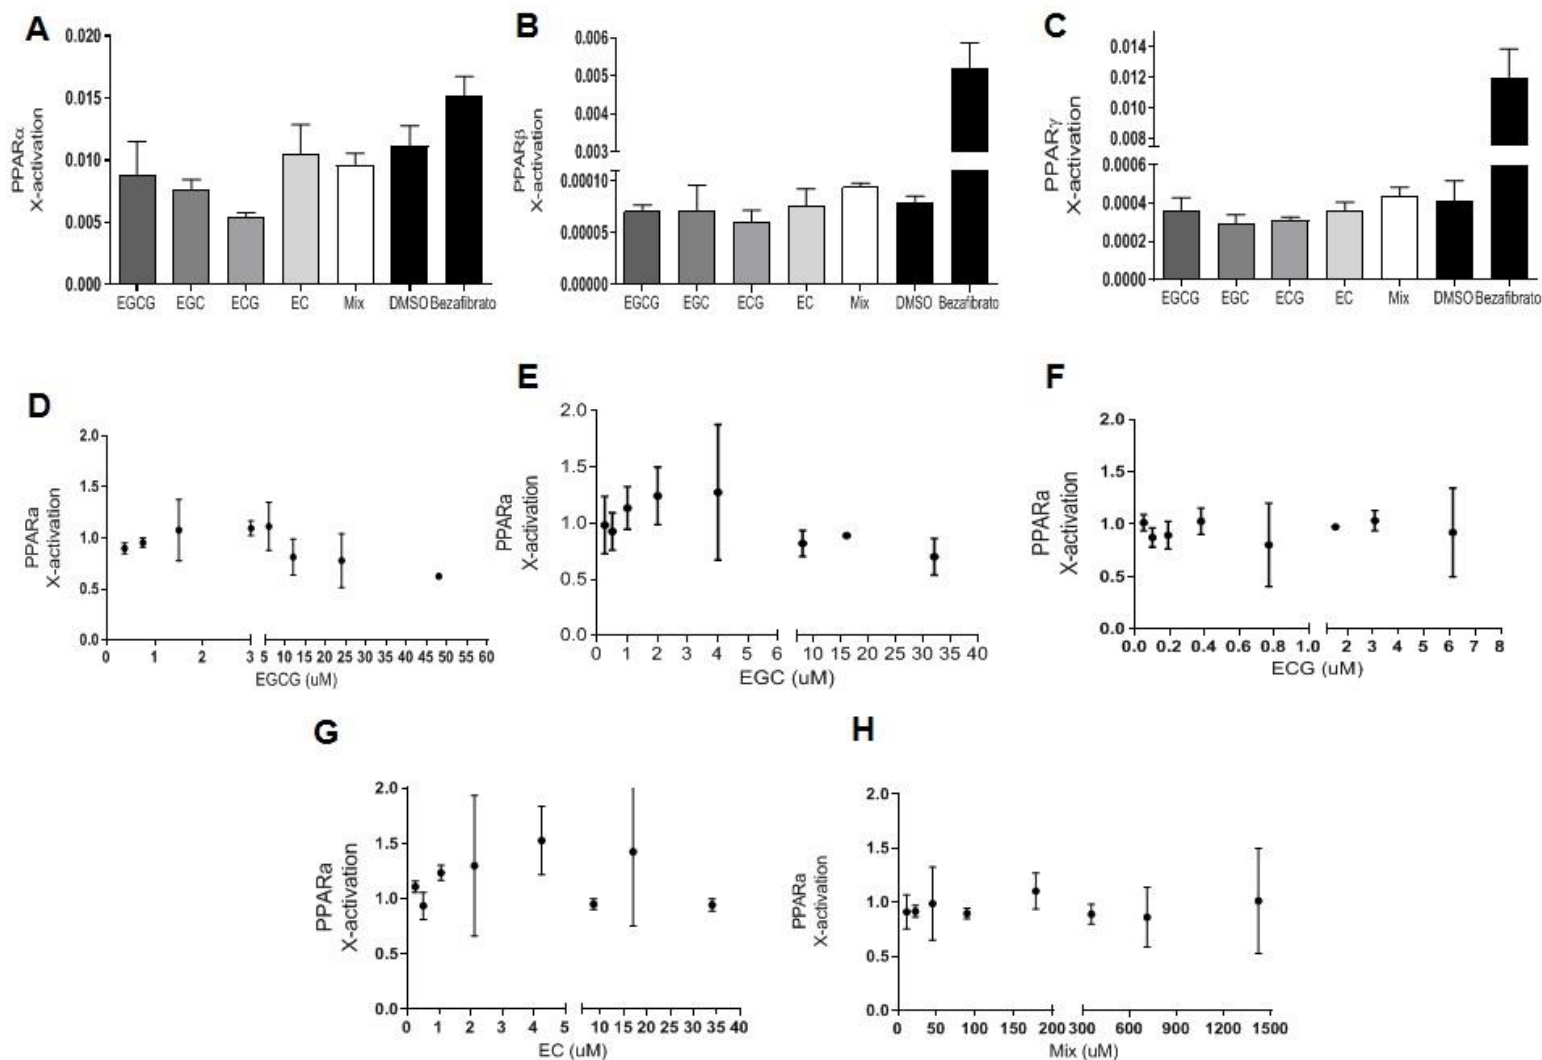 A
PPARα
X-activation
0.020
0.015
0.010
0.005
0.000
EGCG EGC ECG EC Mix DMSO Bezafibrato
B
PPARβ
X-activation
0.006
0.005
0.004
0.003
0.00010
0.00005
0.00000
EGCG EGC ECG EC Mix DMSO Bezafibrato
C
PPARγ
X-activation
0.014
0.012
0.010
0.008
0.0006
0.0004
0.0002
0.0000
EGCG EGC ECG EC Mix DMSO Bezafibrato
D
PPARa
X-activation
2.0
1.5
1.0
0.5
0.0
0 1 2 3 5 10 15 20 25 30 35 40 45 50 55 60
EGCG (uM)
E
PPARa
X-activation
2.0
1.5
1.0
0.5
0.0
0 1 2 3 4 5 6 10 15 20 25 30 35 40
EGC (uM)
F
PPARa
X-activation
2.0
1.5
1.0
0.5
0.0
0.0 0.2 0.4 0.6 0.8 1.0 2 3 4 5 6 7 8
ECG (uM)
G
PPARa
X-activation
2.0
1.5
1.0
0.5
0.0
0 1 2 3 4 5 10 15 20 25 30 35 40
EC (uM)
H
PPARa
X-activation
2.0
1.5
1.0
0.5
0.0
0 50 100 150 200 300 600 900 1200 1500
Mix (uM)